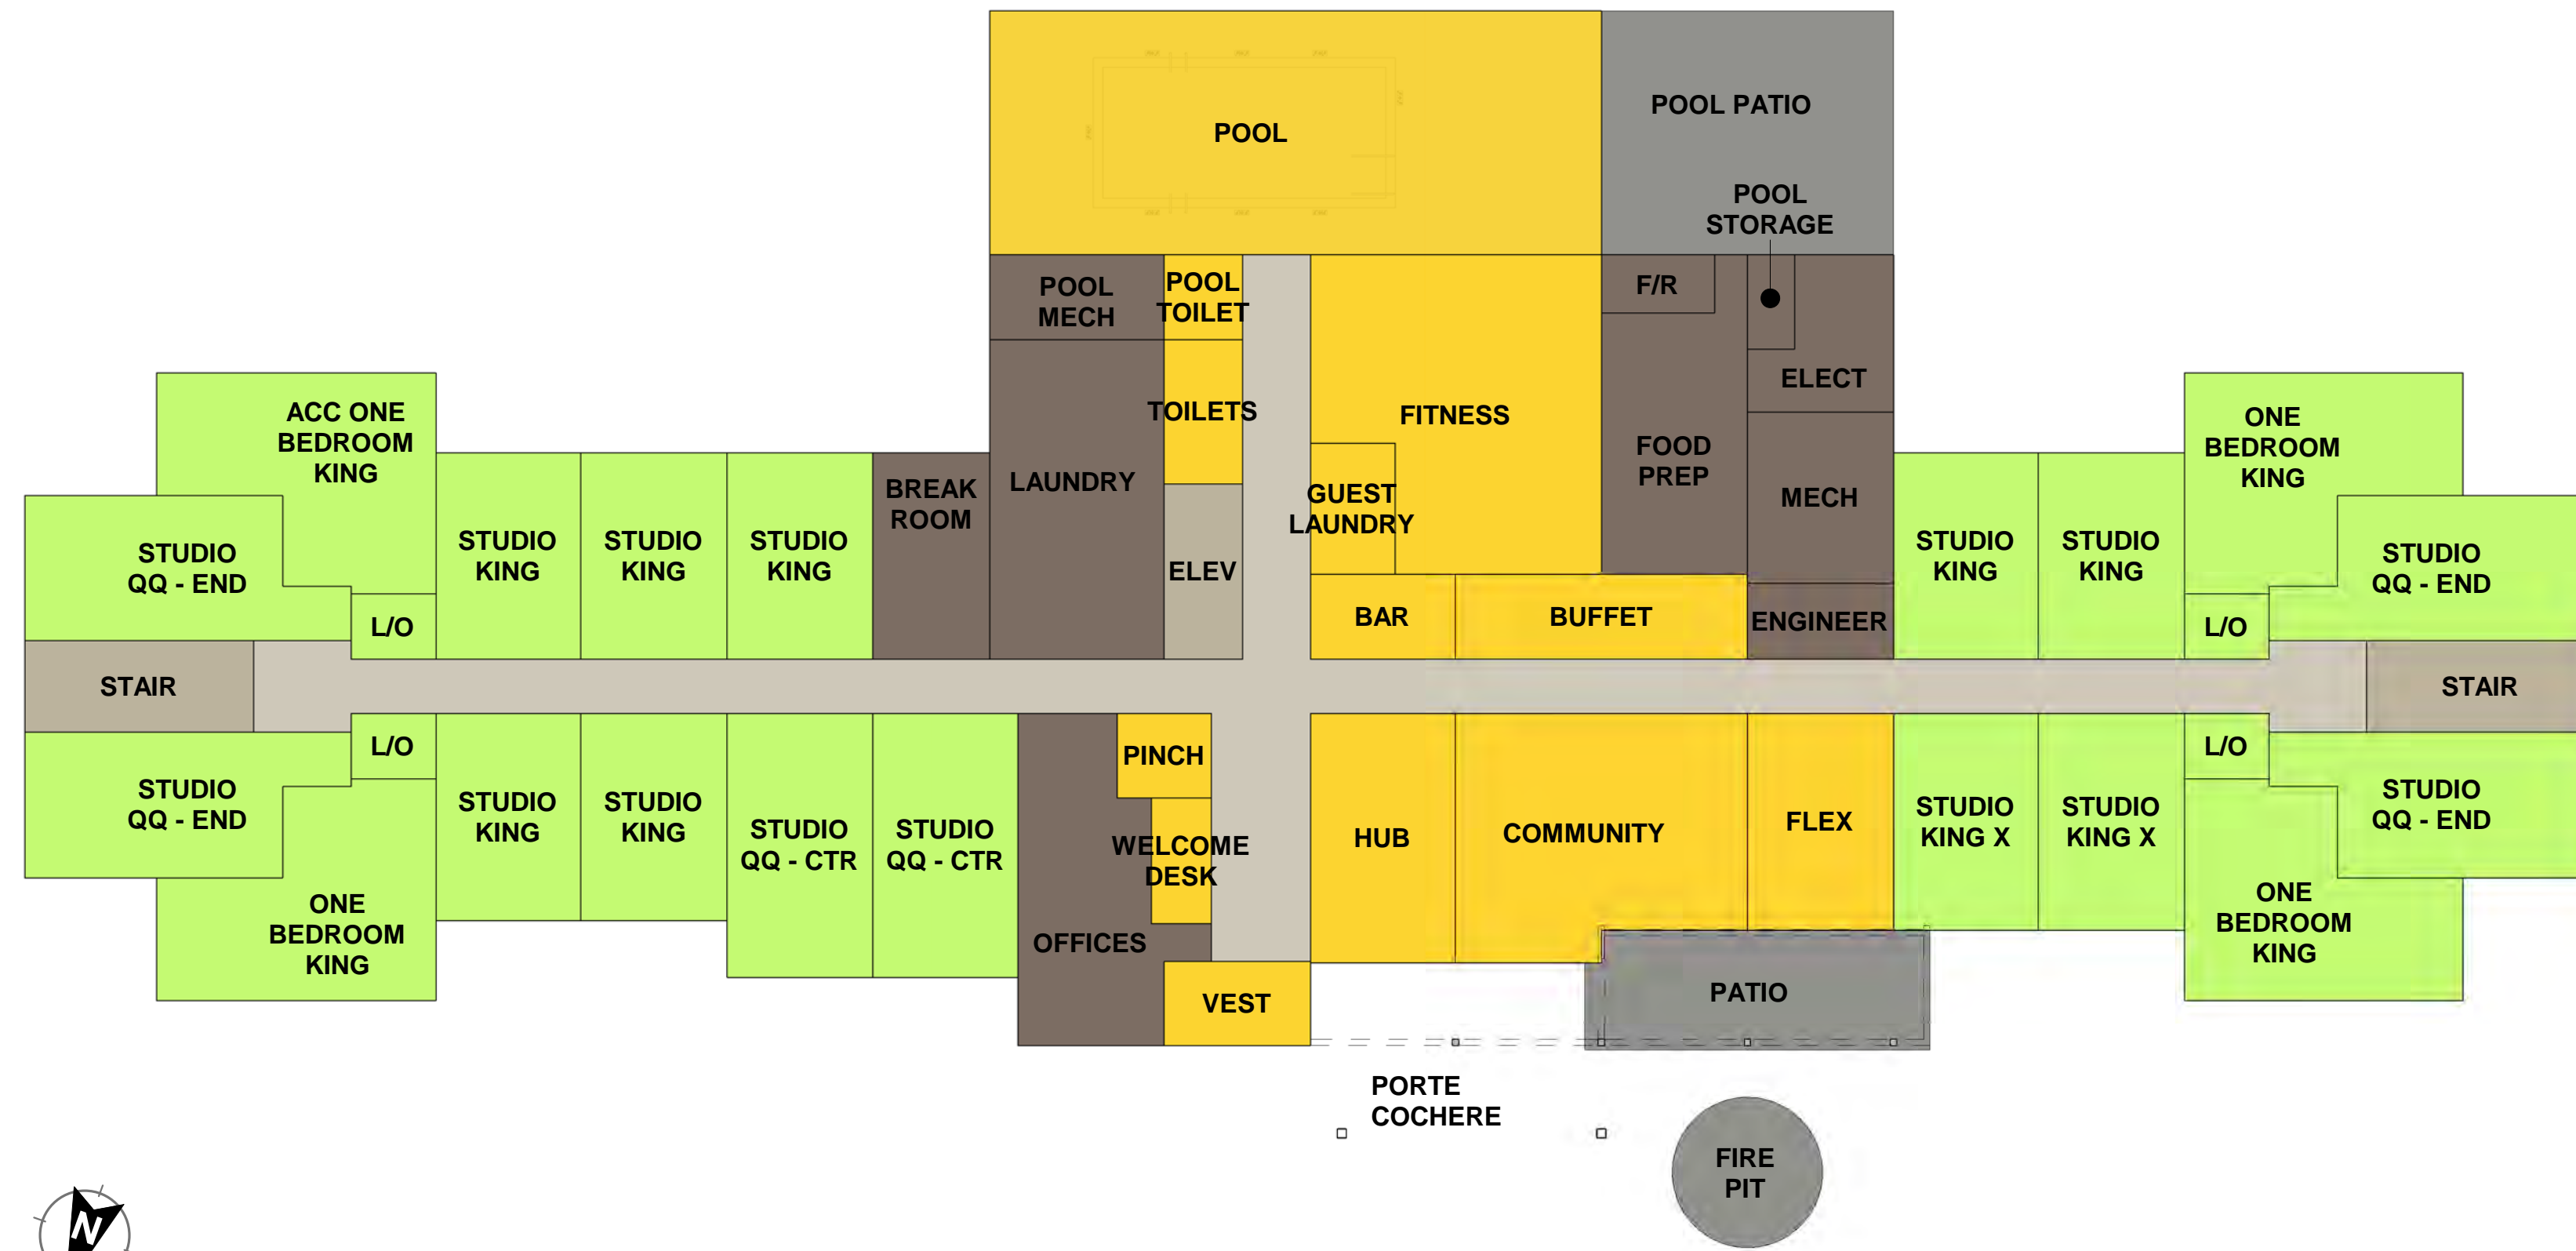 POOL
POOL PATIO
POOL
STORAGE
POOL
MECH
POOL
TOILET
F/R
ELECT
TOILETS
FITNESS
ACC ONE
BEDROOM
KING
ONE
BEDROOM
KING
FOOD
PREP
BREAK
ROOM
LAUNDRY
GUEST
LAUNDRY
MECH
STUDIO
QQ - END
STUDIO
KING
STUDIO
KING
STUDIO
KING
ELEV
STUDIO
KING
STUDIO
KING
STUDIO
QQ - END
L/O
BAR
BUFFET
ENGINEER
L/O
STAIR
STAIR
L/O
PINCH
L/O
STUDIO
QQ - END
STUDIO
KING
STUDIO
KING
STUDIO
QQ - CTR
STUDIO
QQ - CTR
WELCOME
DESK
HUB
COMMUNITY
FLEX
STUDIO
KING X
STUDIO
KING X
STUDIO
QQ - END
ONE
BEDROOM
KING
OFFICES
ONE
BEDROOM
KING
VEST
PATIO
PORTE
COCHERE
FIRE
PIT
N